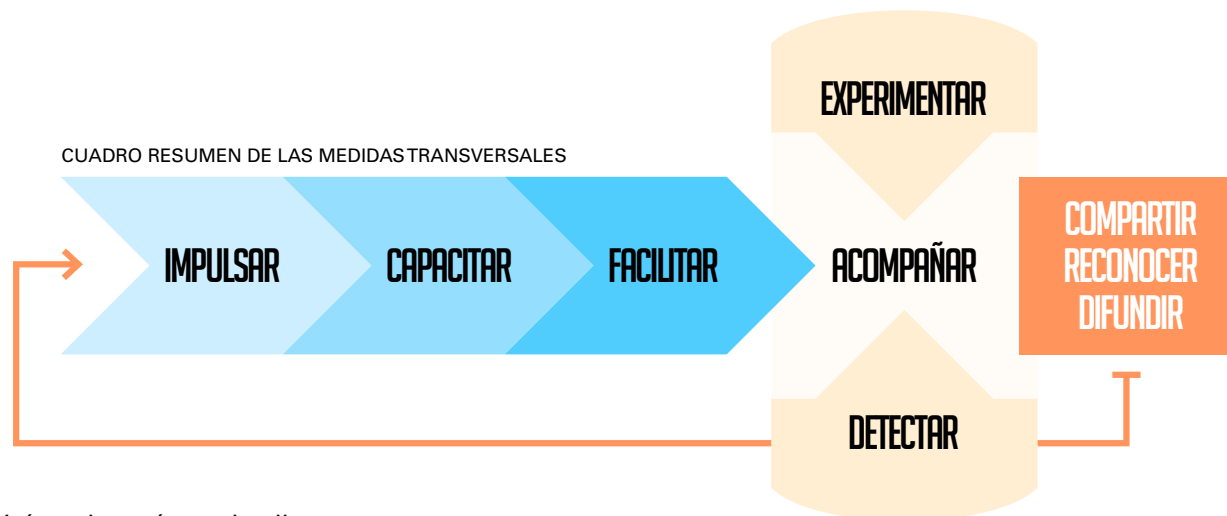 EXPERIMENTAR
CUADRO RESUMEN DE LAS MEDIDAS TRANSVERSALES
IMPULSAR
CAPACITAR
FACILITAR
ACOMPAÑAR
COMPARTIR
RECONOCER
DIFUNDIR
DETECTAR